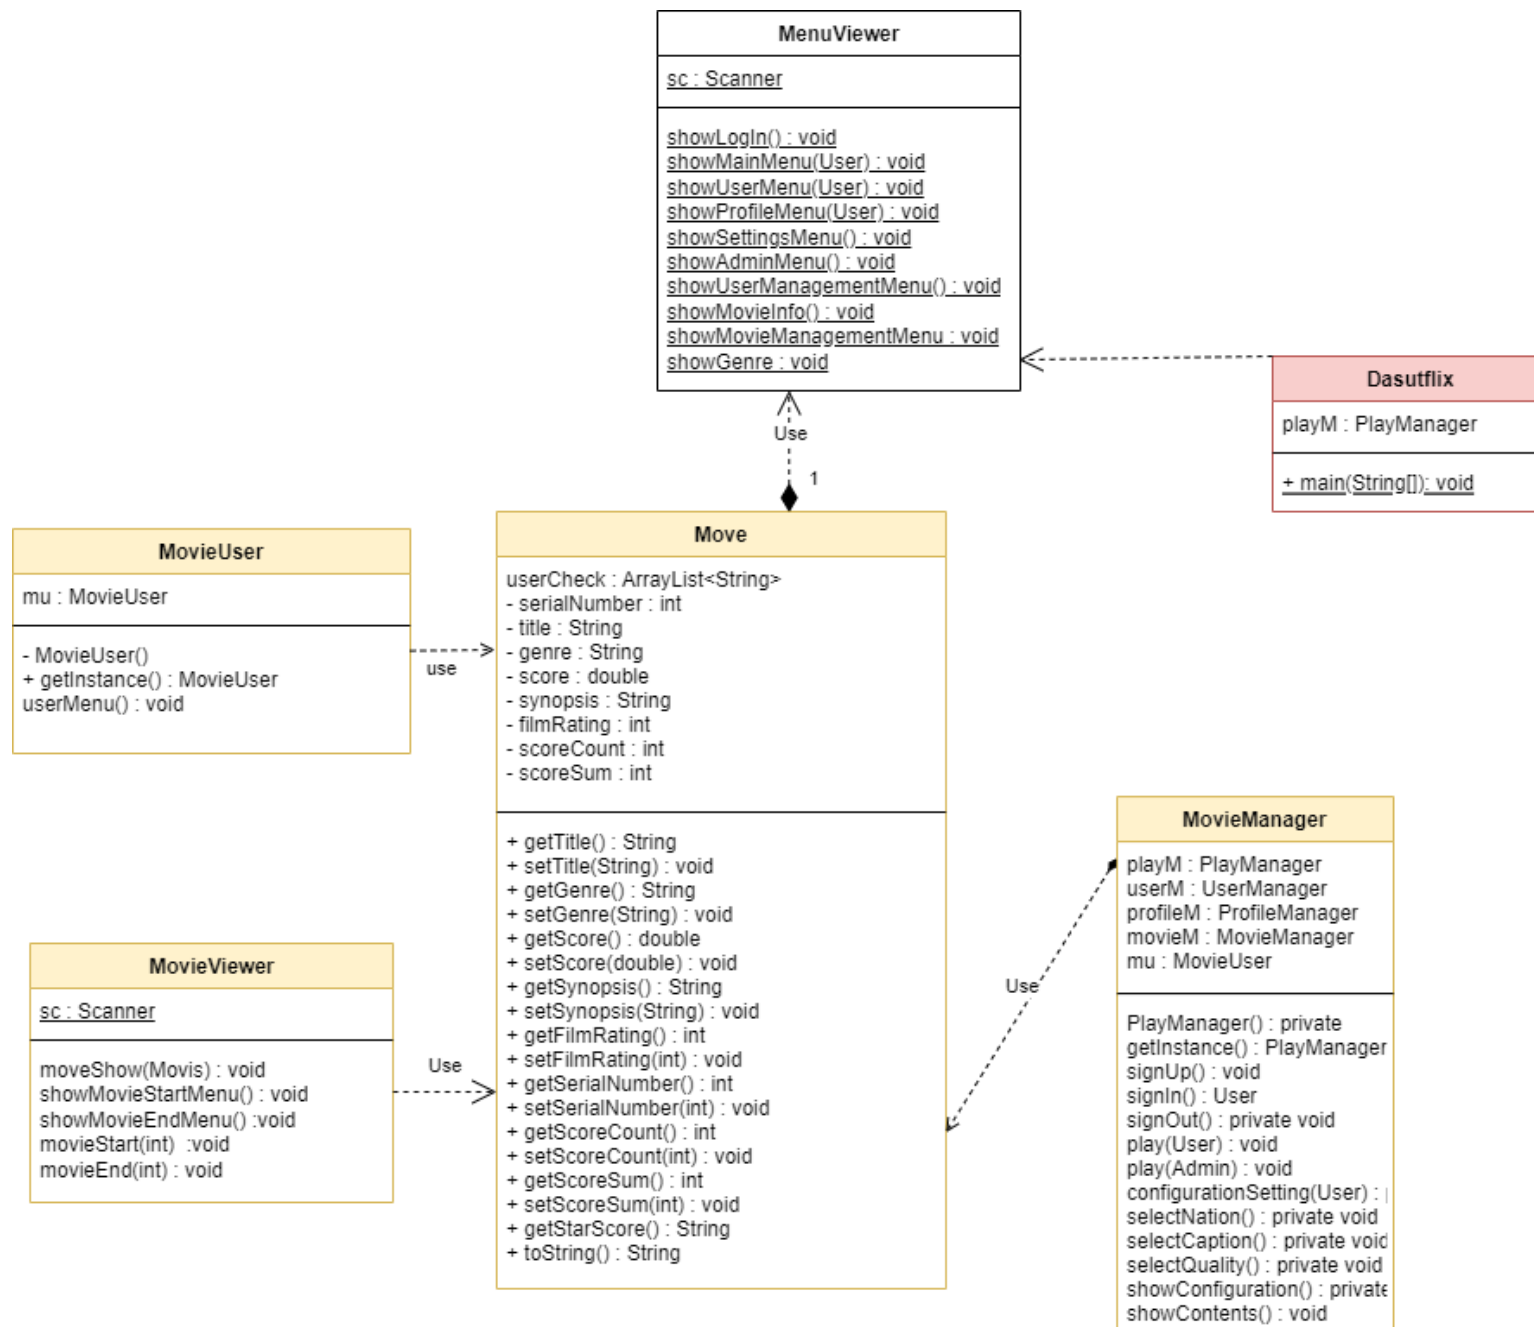 MenuViewer
sc : Scanner
showLogIn() : void
showMainMenu(User) : void
showUserMenu(User) : void
showProfileMenu(User) : void
showSettingsMenu() : void
showAdminMenu() : void
showUserManagementMenu() : void
showMovieInfo() : void
showMovieManagementMenu : void
showGenre : void
Dasutflix
playM : PlayManager
+ main(String[]): void
Use
1
MovieUser
mu : MovieUser
- MovieUser()
+ getInstance() : MovieUser
userMenu() : void
use
Move
userCheck : ArrayList<String>
- serialNumber : int
- title : String
- genre : String
- score : double
- synopsis : String
- filmRating : int
- scoreCount : int
- scoreSum : int
+ getTitle() : String
+ setTitle(String) : void
+ getGenre() : String
+ setGenre(String) : void
+ getScore() : double
+ setScore(double) : void
+ getSynopsis() : String
+ setSynopsis(String) : void
+ getFilmRating() : int
+ setFilmRating(int) : void
+ getSerialNumber() : int
+ setSerialNumber(int) : void
+ getScoreCount() : int
+ setScoreCount(int) : void
+ getScoreSum() : int
+ setScoreSum(int) : void
+ getStarScore() : String
+ toString() : String
MovieViewer
sc : Scanner
moveShow(Movis) : void
showMovieStartMenu() : void
showMovieEndMenu() :void
movieStart(int)  :void
movieEnd(int) : void
Use
Use
MovieManager
playM : PlayManager
userM : UserManager
profileM : ProfileManager
movieM : MovieManager
mu : MovieUser
PlayManager() : private
getInstance() : PlayManager
signUp() : void
signIn() : User
signOut() : private void
play(User) : void
play(Admin) : void
configurationSetting(User) :
selectNation() : private void
selectCaption() : private void
selectQuality() : private void
showConfiguration() : private
showContents() : void